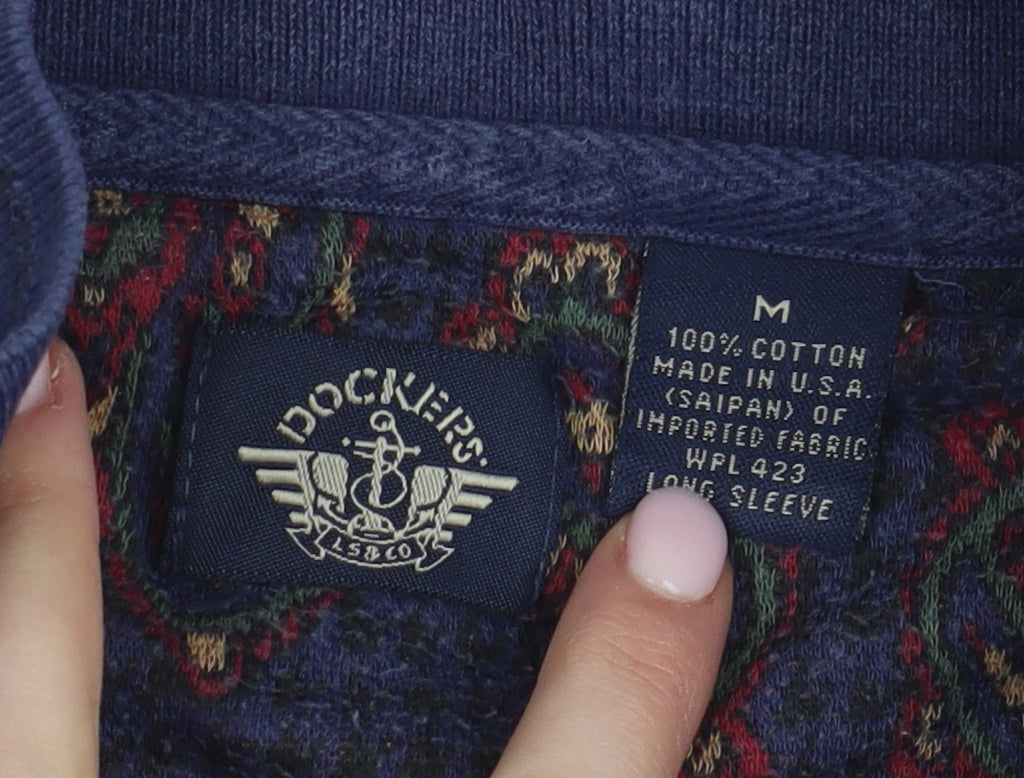 DOCKERS
LS&CO
M
100% COTTON
MADE IN U.S.A.
(SAIPAN) OF
IMPORTED FABRIC
WPL 423
LONG SLEEVE